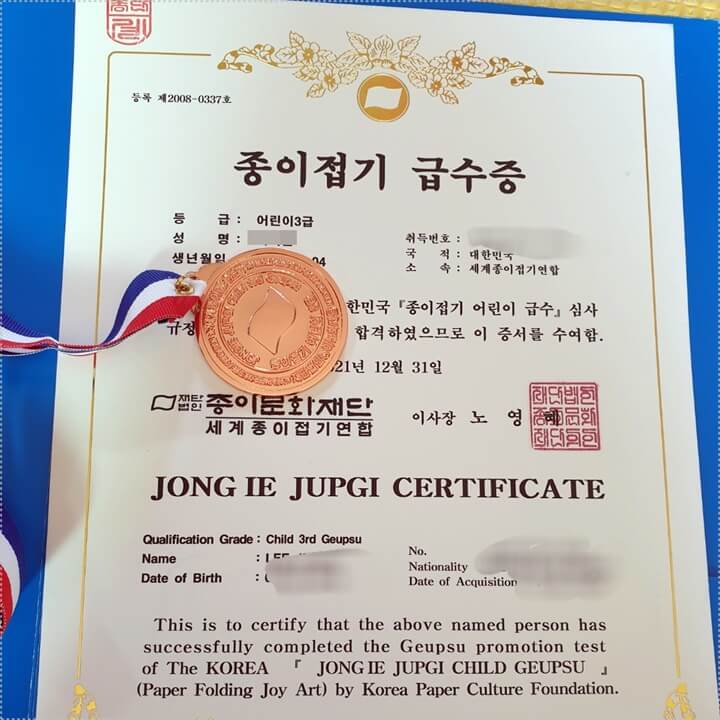 등록 제2008-0337호
종이접기 급수증
등 급 : 어린이3급
성 명 :
취득번호 :
생년월일 04
국 적 : 대한민국
소 속 : 세계종이접기연합
한민국 『종이접기 어린이 급수』 심사
규정 합격하였으므로 이 증서를 수여함.
21년 12월 31일
재단법인 종이문화재단
세계종이접기연합
이사장 노 영 혜
JONG IE JUPGI CERTIFICATE
Qualification Grade : Child 3rd Geupsu
Name : LEE
No.
Nationality
Date of Birth :
Date of Acquisition
This is to certify that the above named person has
successfully completed the Geupsu promotion test
of The KOREA 『 JONG IE JUPGI CHILD GEUPSU 』
(Paper Folding Joy Art) by Korea Paper Culture Foundation.